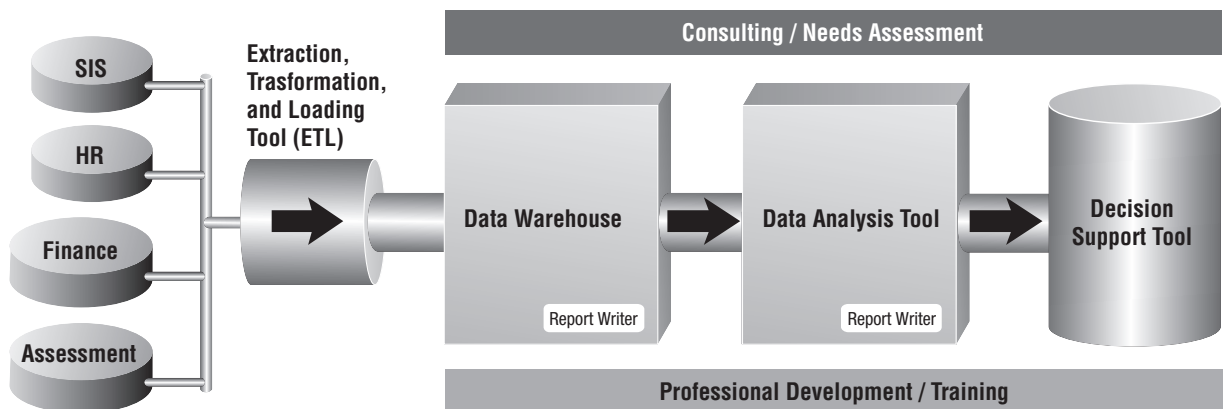 SIS
HR
Finance
Assessment
Extraction,
Trasformation,
and Loading
Tool (ETL)
Consulting / Needs Assessment
Data Warehouse
Report Writer
Data Analysis Tool
Report Writer
Decision
Support Tool
Professional Development / Training